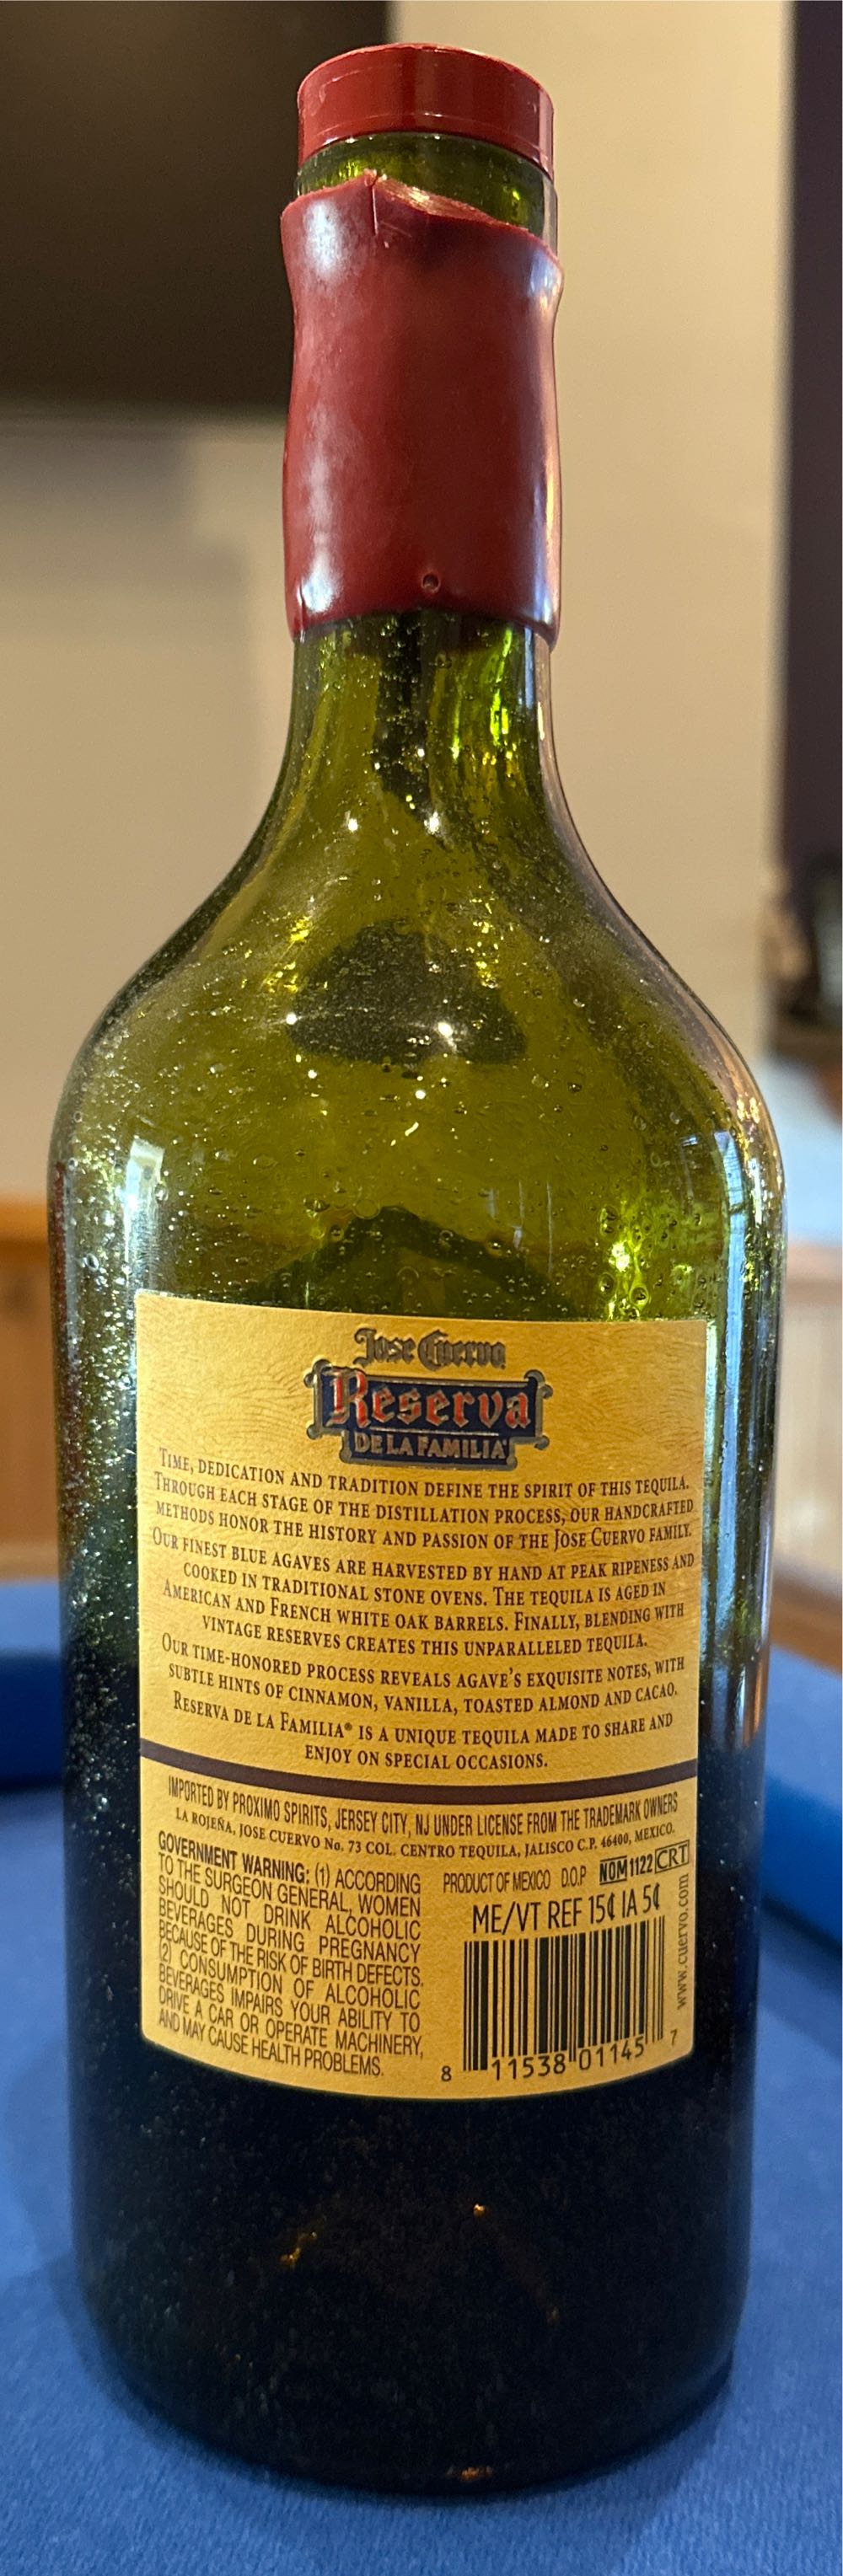 Jose Cuervo
Reserva
DE LA FAMILIA
TIME, DEDICATION AND TRADITION DEFINE THE SPIRIT OF THIS TEQUILA.
THROUGH EACH STAGE OF THE DISTILLATION PROCESS, OUR HANDCRAFTED
METHODS HONOR THE HISTORY AND PASSION OF THE JOSE CUERVO FAMILY.
OUR FINEST BLUE AGAVES ARE HARVESTED BY HAND AT PEAK RIPENESS AND
COOKED IN TRADITIONAL STONE OVENS. THE TEQUILA IS AGED IN
AMERICAN AND FRENCH WHITE OAK BARRELS. FINALLY, BLENDING WITH
VINTAGE RESERVES CREATES THIS UNPARALLELED TEQUILA.
OUR TIME-HONORED PROCESS REVEALS AGAVE'S EXQUISITE NOTES, WITH
SUBTLE HINTS OF CINNAMON, VANILLA, TOASTED ALMOND AND CACAO.
RESERVA DE LA FAMILIA® IS A UNIQUE TEQUILA MADE TO SHARE AND
ENJOY ON SPECIAL OCCASIONS.
IMPORTED BY PROXIMO SPIRITS, JERSEY CITY, NJ UNDER LICENSE FROM THE TRADEMARK OWNERS
LA ROJEÑA, JOSE CUERVO No. 73 COL. CENTRO TEQUILA, JALISCO C.P. 46400, MEXICO.
GOVERNMENT WARNING: (1) ACCORDING
TO THE SURGEON GENERAL, WOMEN
SHOULD NOT DRINK ALCOHOLIC
BEVERAGES DURING PREGNANCY
BECAUSE OF THE RISK OF BIRTH DEFECTS.
(2) CONSUMPTION OF ALCOHOLIC
BEVERAGES IMPAIRS YOUR ABILITY TO
DRIVE A CAR OR OPERATE MACHINERY,
AND MAY CAUSE HEALTH PROBLEMS.
PRODUCT OF MEXICO D.O.P NOM 1122 CRT
ME/VT REF 15¢ IA 5¢
8 11538 01145 7
www.cuervo.com